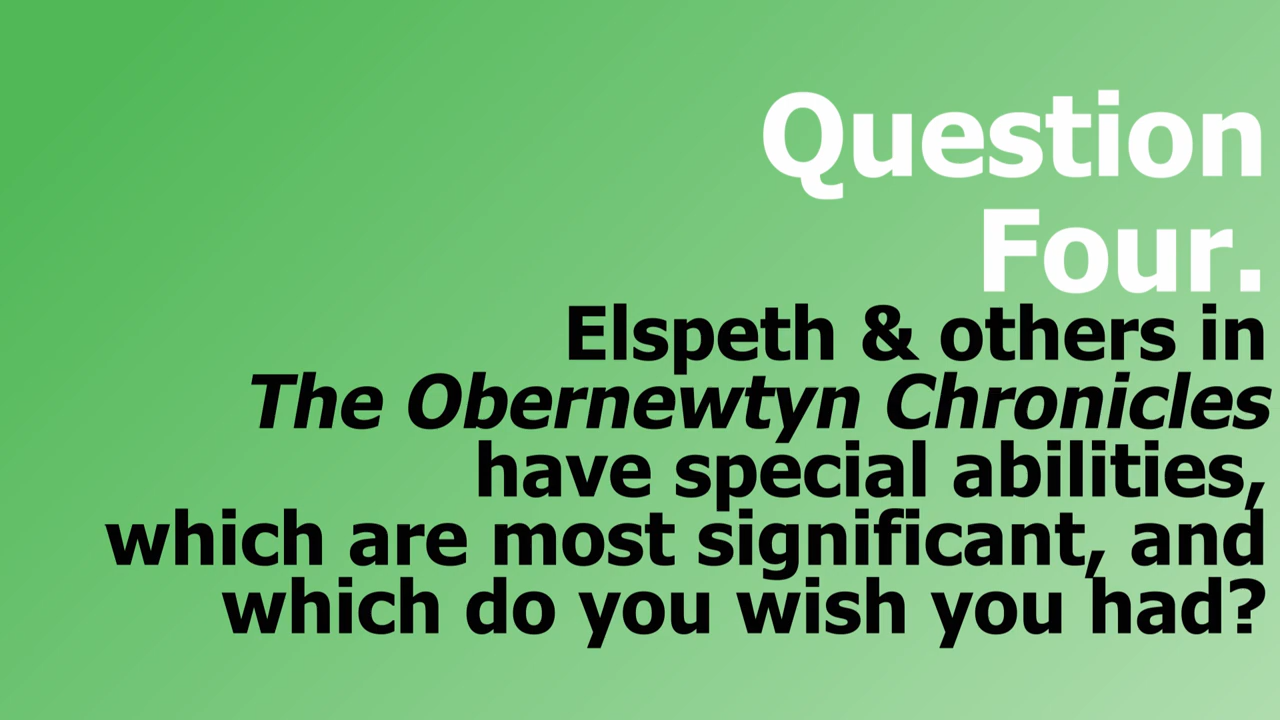 Question
Four.
Elspeth & others in
The Obernewtyn Chronicles
have special abilities,
which are most significant, and
which do you wish you had?